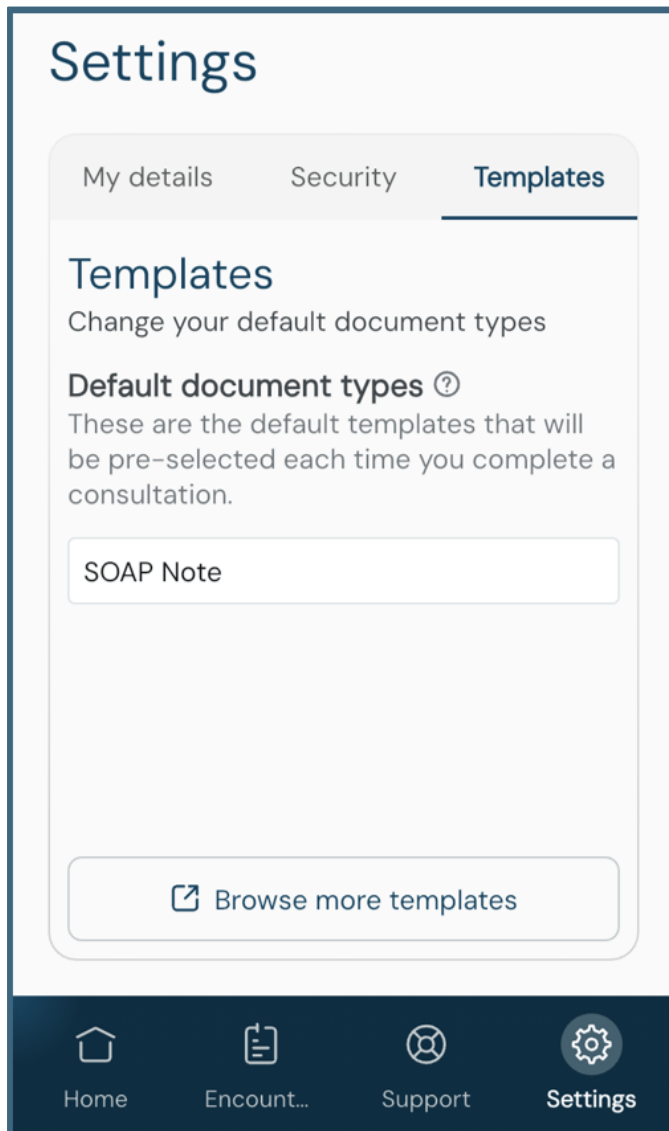 Settings
My details Security Templates
Templates
Change your default document types
Default document types
These are the default templates that will
be pre-selected each time you complete a
consultation.
SOAP Note
Browse more templates
Home Encount... Support Settings